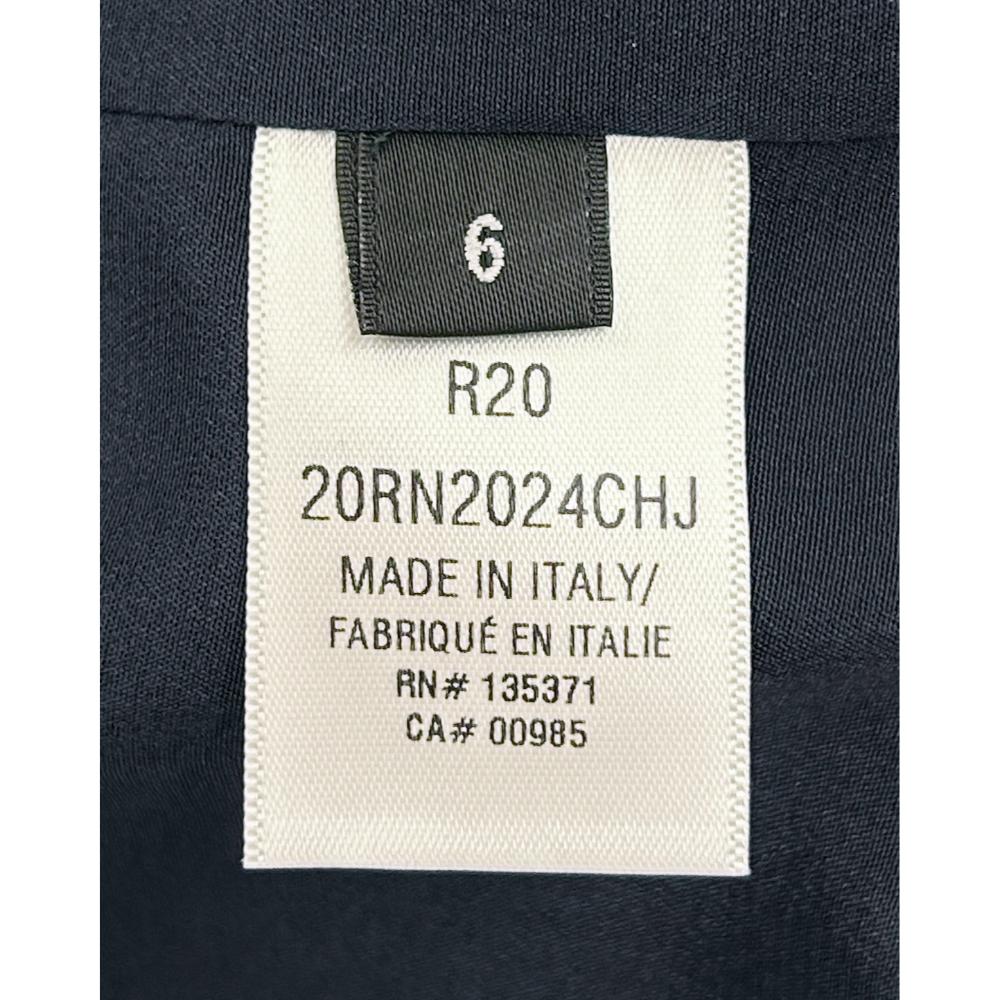 6
R20
20RN2024CHJ
MADE IN ITALY/
FABRIQUÉ EN ITALIE
RN# 135371
CA# 00985